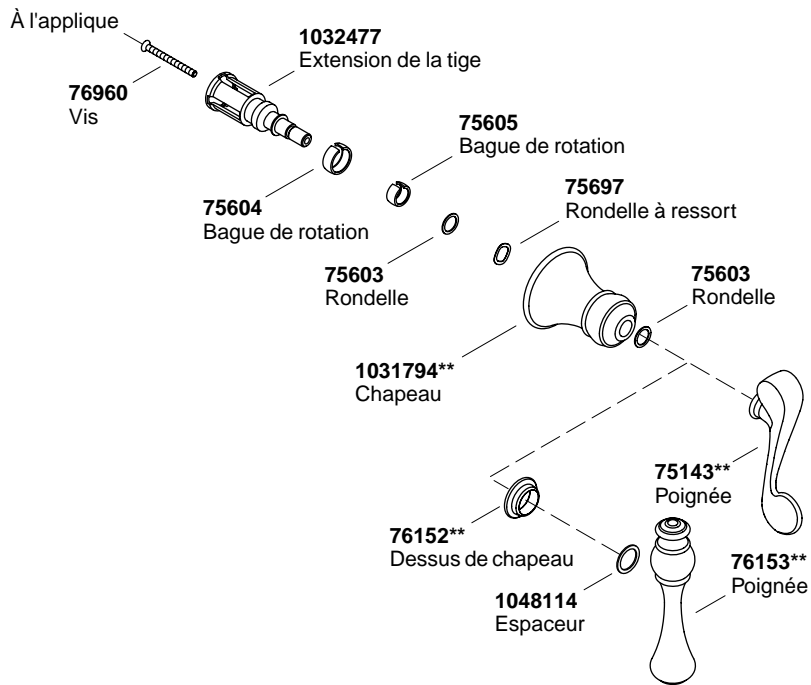 À l'applique
1032477
Extension de la tige
76960
Vis
75605
Bague de rotation
75604
Bague de rotation
75697
Rondelle à ressort
75603
Rondelle
75603
Rondelle
1031794**
Chapeau
75143**
Poignée
76152**
Dessus de chapeau
76153**
Poignée
1048114
Espaceur